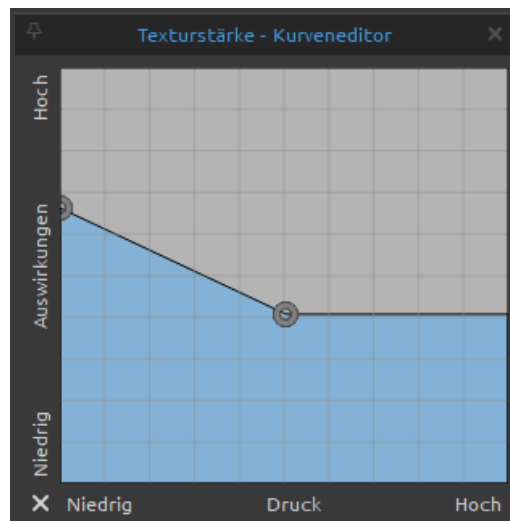 Texturstärke - Kurveneditor
Hoch
Auswirkungen
Niedrig
Niedrig
Druck
Hoch